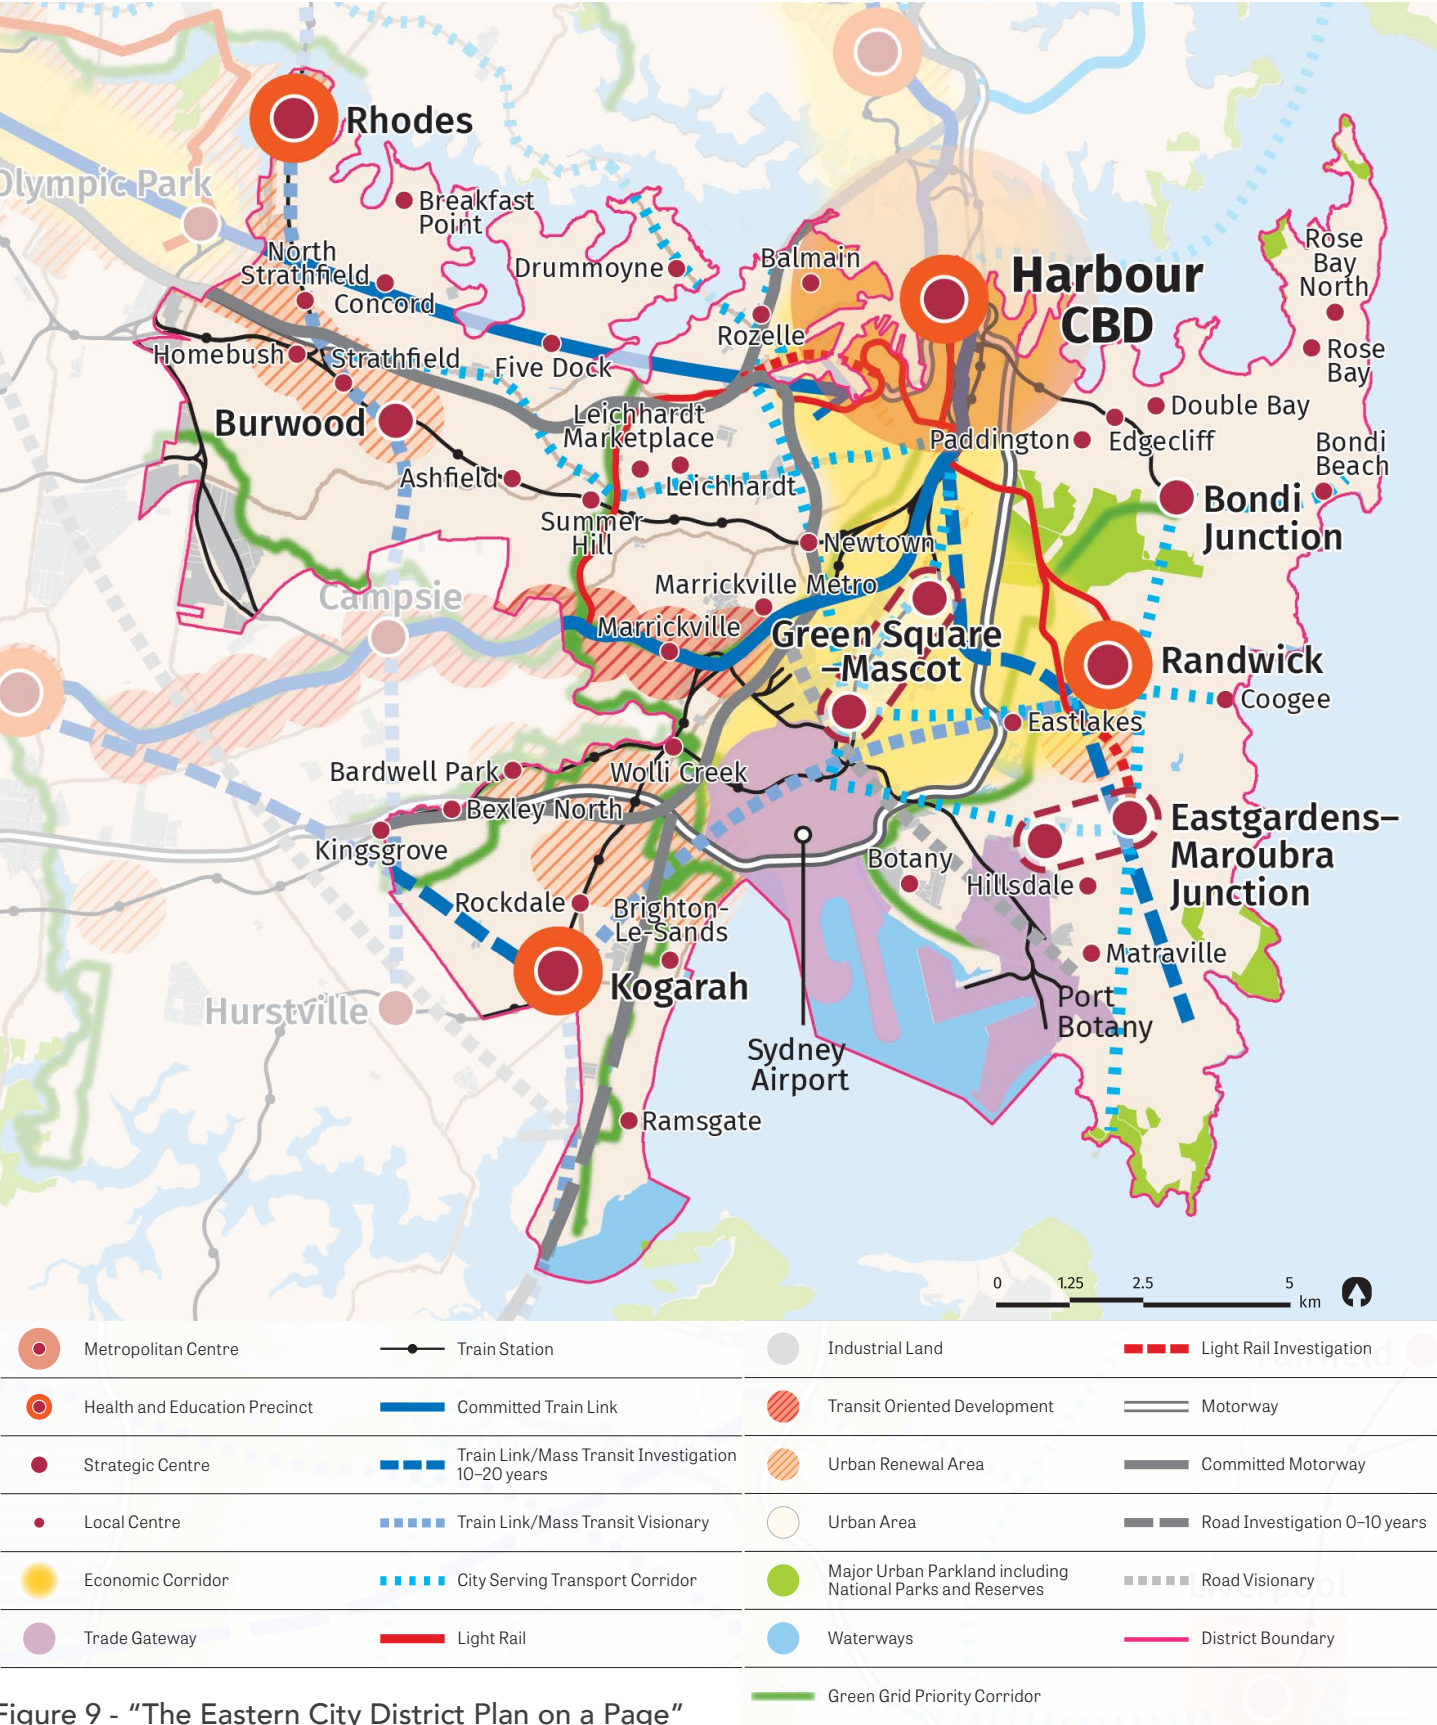 Rhodes
Olympic Park
Breakfast
Point
North
Strathfield
Concord
Drummoyne
Balmain
Rozelle
Harbour
CBD
Rose
Bay
North
Rose
Bay
Homebush
Strathfield
Five Dock
Burwood
Leichhardt
Marketplace
Leichhardt
Paddington
Edgecliff
Double Bay
Bondi
Beach
Bondi
Junction
Ashfield
Summer
Hill
Newtown
Campsie
Marrickville Metro
Marrickville
Green Square
–Mascot
Randwick
Coogee
Eastlakes
Bardwell Park
Wolli Creek
Bexley North
Kingsgrove
Eastgardens–
Maroubra
Junction
Botany
Hillsdale
Rockdale
Brighton-
Le-Sands
Kogarah
Matraville
Port
Botany
Hurstville
Sydney
Airport
Ramsgate
0 1.25 2.5 5
km
Metropolitan Centre
Health and Education Precinct
Strategic Centre
Local Centre
Economic Corridor
Trade Gateway
Train Station
Committed Train Link
Train Link/Mass Transit Investigation
10–20 years
Train Link/Mass Transit Visionary
City Serving Transport Corridor
Light Rail
Industrial Land
Transit Oriented Development
Urban Renewal Area
Urban Area
Major Urban Parkland including
National Parks and Reserves
Waterways
Green Grid Priority Corridor
Light Rail Investigation
Motorway
Committed Motorway
Road Investigation 0–10 years
Road Visionary
District Boundary
Fairfield
Liverpool
Figure 9 - “The Eastern City District Plan on a Page”